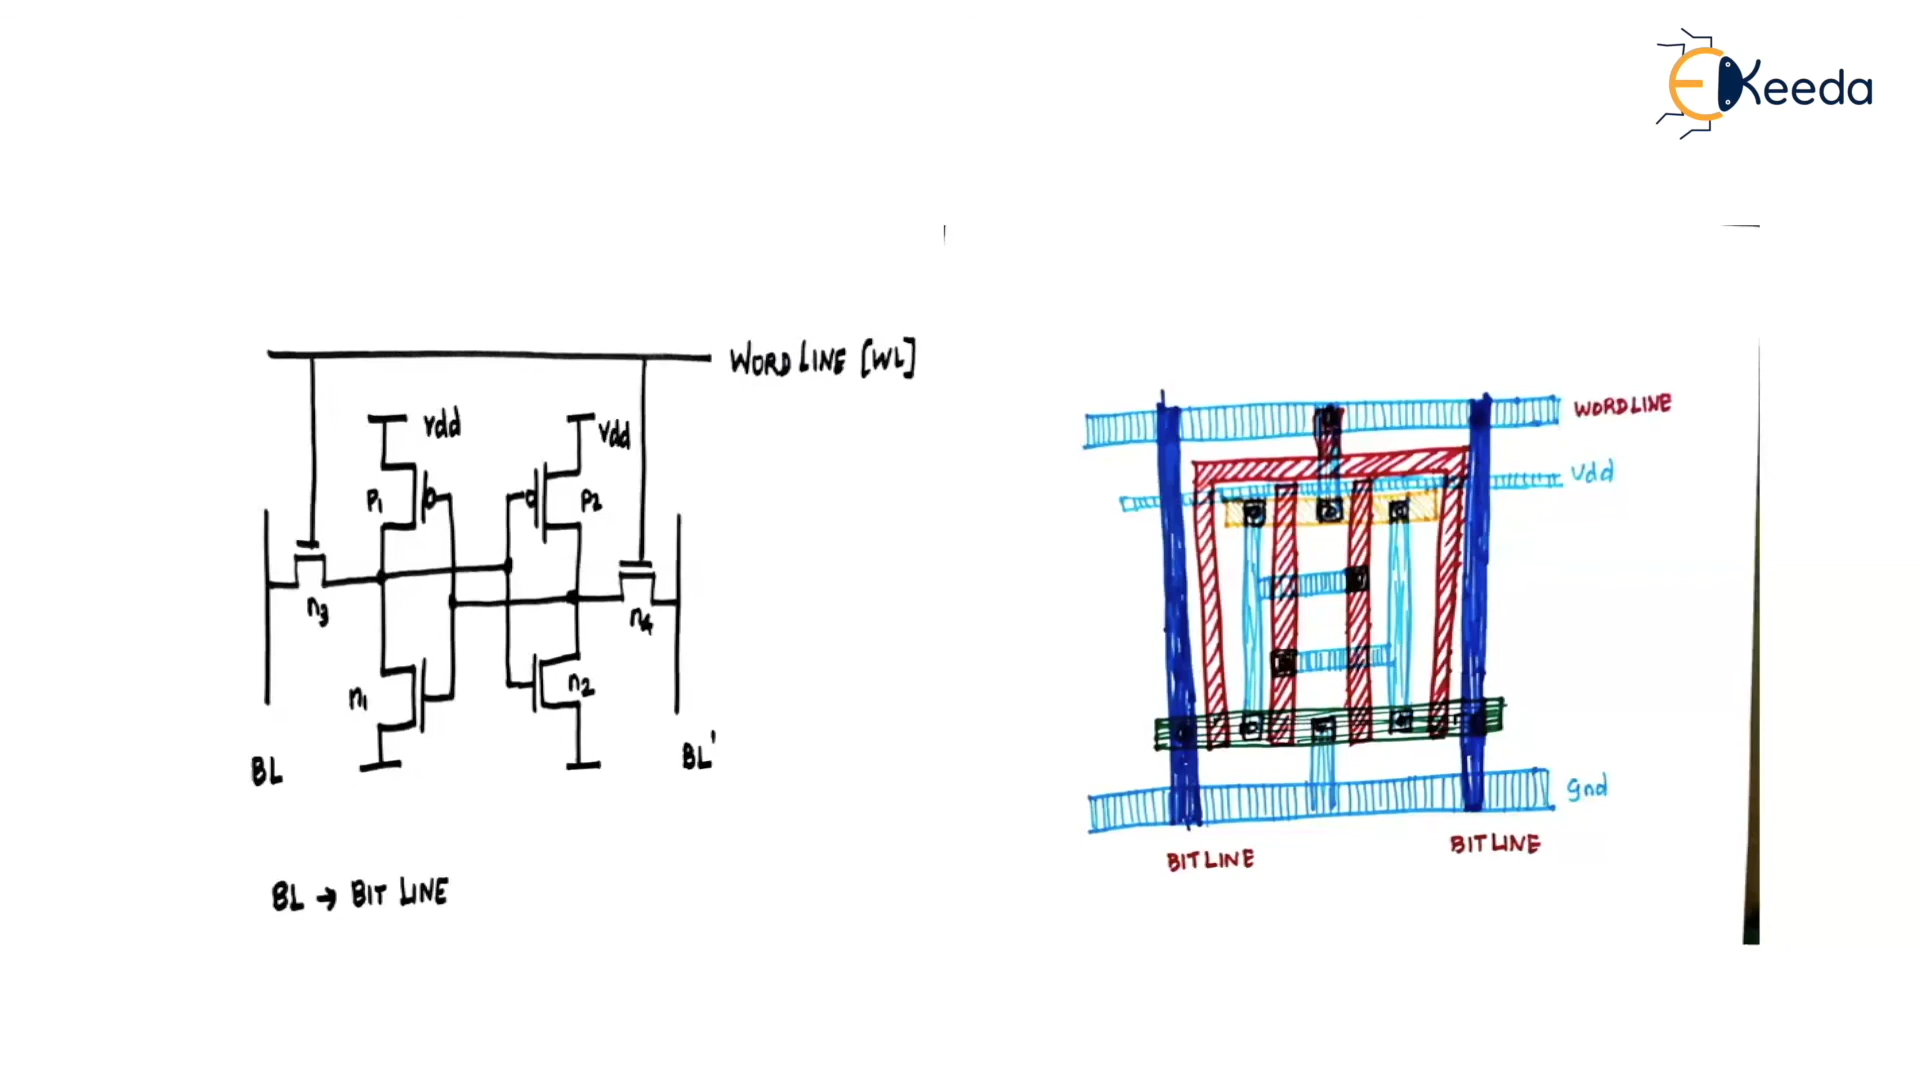 EKeeda
WORD LINE [WL]
Vdd
Vdd
P1
P2
n3
n4
n1
n2
BL
BL'
BL → BIT LINE
WORDLINE
Vdd
gnd
BITLINE
BITLINE